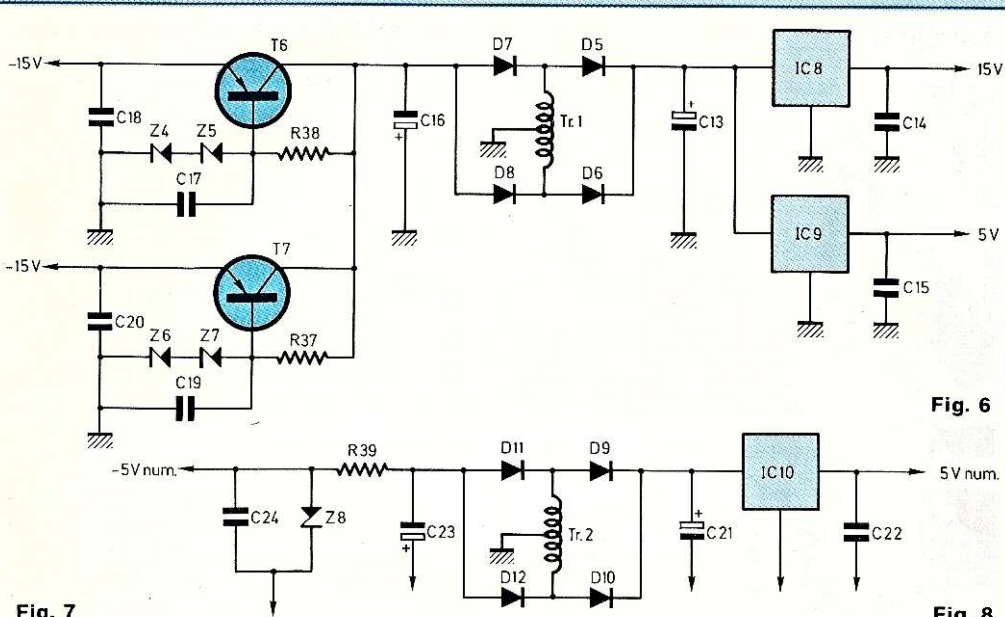 -15V
T6
D7
D5
IC8
15V
C18
Z4
Z5
R38
C16
Tr.1
C13
C14
C17
D8
D6
-15V
T7
IC9
5V
C20
Z6
Z7
R37
C15
C19
Fig. 6
-5V num.
R39
D11
D9
IC10
5V num.
C24
Z8
C23
Tr.2
C21
C22
D12
D10
Fig. 7
Fig. 8